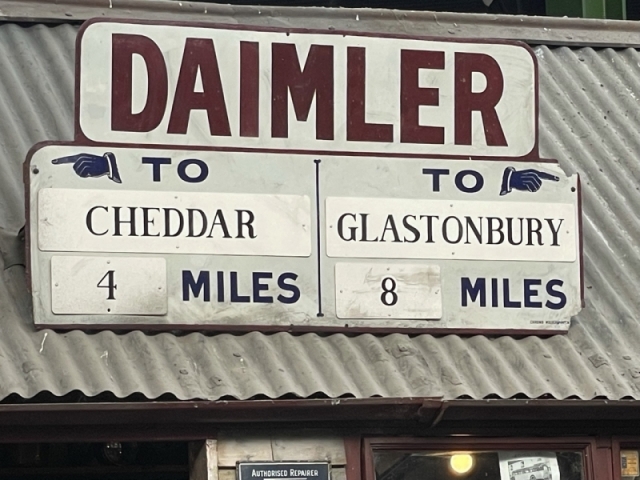 DAIMLER
TO
CHEDDAR
4 MILES
TO
GLASTONBURY
8 MILES
AUTHORISED REPAIRER